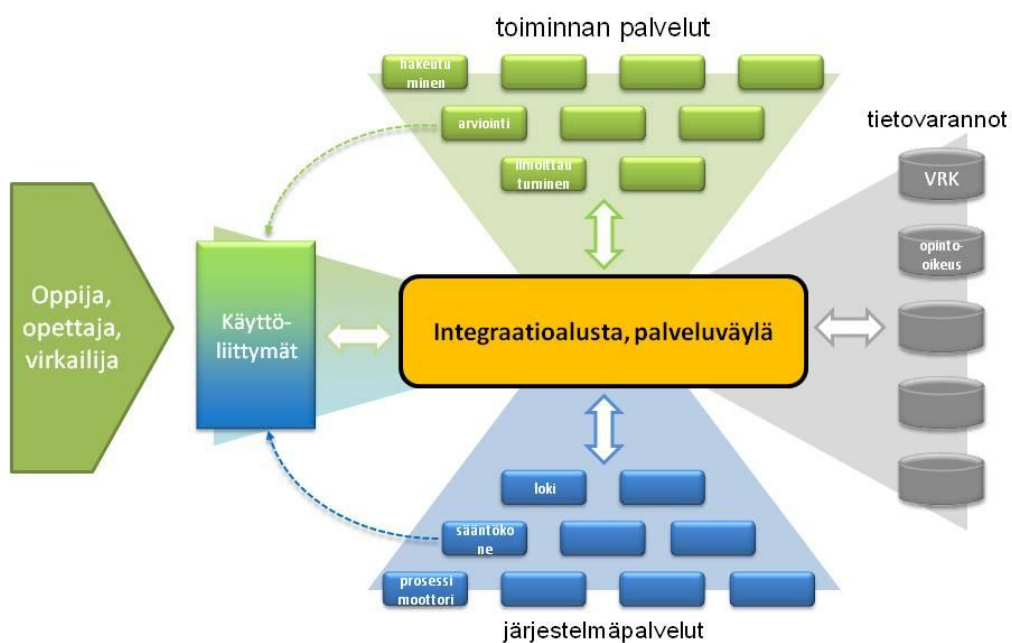 toiminnan palvelut
hakeutu
minen
arviointi
ilmoittau
tuminen
tietovarannot
VRK
opinto-
oikeus
Oppija,
opettaja,
virkailija
Käyttö-
liittymät
Integraatioalusta, palveluväylä
loki
sääntöko
ne
prosessi
moottori
järjestelmäpalvelut